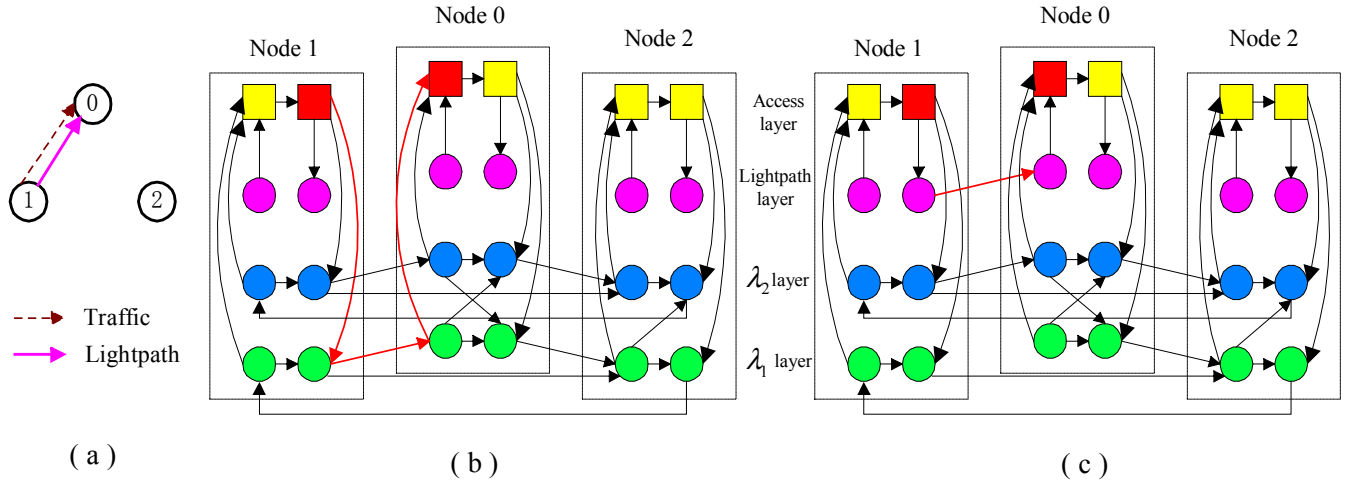 Node 0
Node 1
Node 2
Node 0
Node 1
Node 2
0
1
2
Access layer
Lightpath layer
λ2 layer
λ1 layer
Traffic
Lightpath
( a )
( b )
( c )